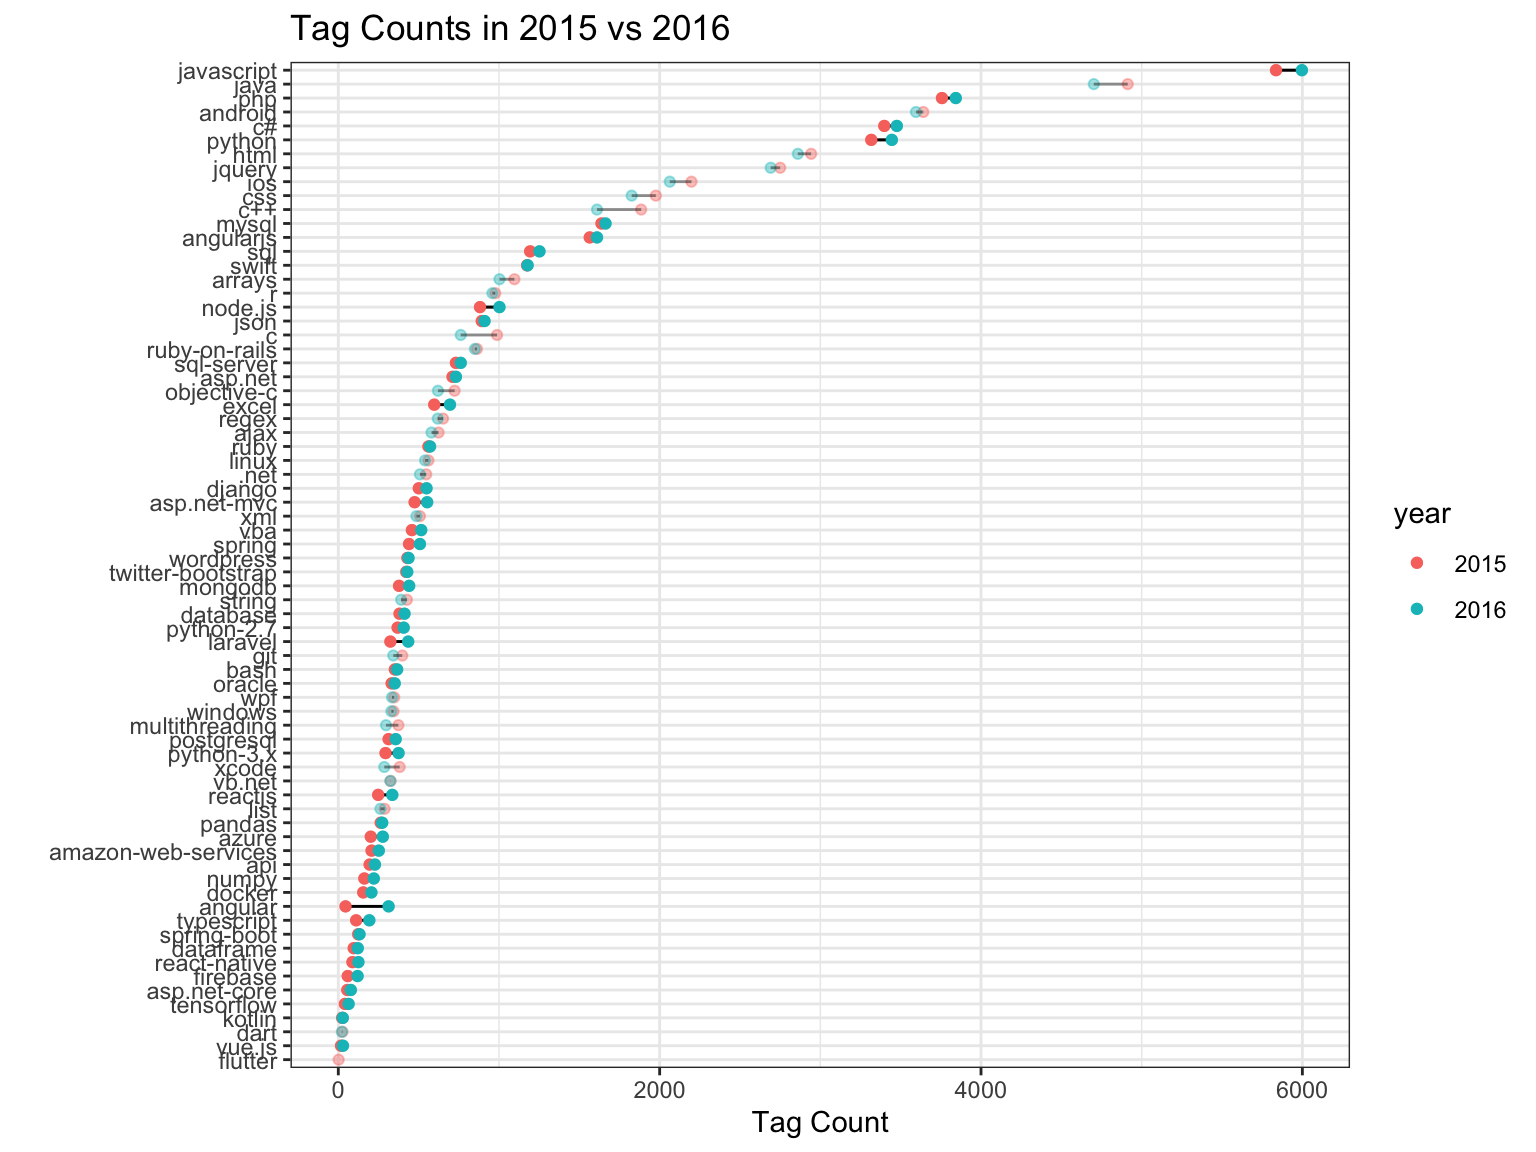 Tag Counts in 2015 vs 2016
javascript
java
php
android
c#
python
html
jquery
ios
css
c++
mysql
angularjs
sql
swift
arrays
r
node.js
json
c
ruby-on-rails
sql-server
asp.net
objective-c
excel
regex
ajax
ruby
linux
.net
django
asp.net-mvc
xml
vba
spring
wordpress
twitter-bootstrap
mongodb
string
database
python-2.7
laravel
git
bash
oracle
wpf
windows
multithreading
postgresql
python-3.x
xcode
vb.net
reactjs
list
pandas
azure
amazon-web-services
api
numpy
docker
angular
typescript
spring-boot
dataframe
react-native
firebase
asp.net-core
tensorflow
kotlin
dart
vue.js
flutter
0 2000 4000 6000
Tag Count
year
2015
2016